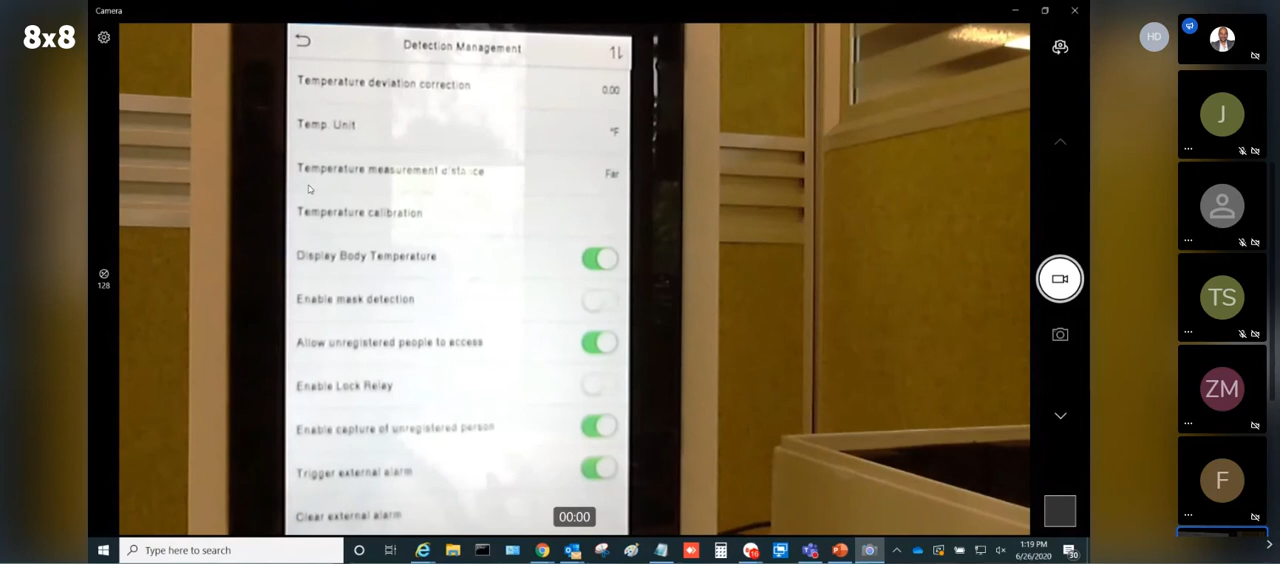 Camera
8x8
Detection Management
Temperature deviation correction 0.00
Temp. Unit °F
Temperature measurement distance Far
Temperature calibration
Display Body Temperature
Enable mask detection
Allow unregistered people to access
Enable Lock Relay
Enable capture of unregistered person
Trigger external alarm
Clear external alarm
00:00
128
HD
J
TS
ZM
F
Type here to search
1:19 PM
6/26/2020
30